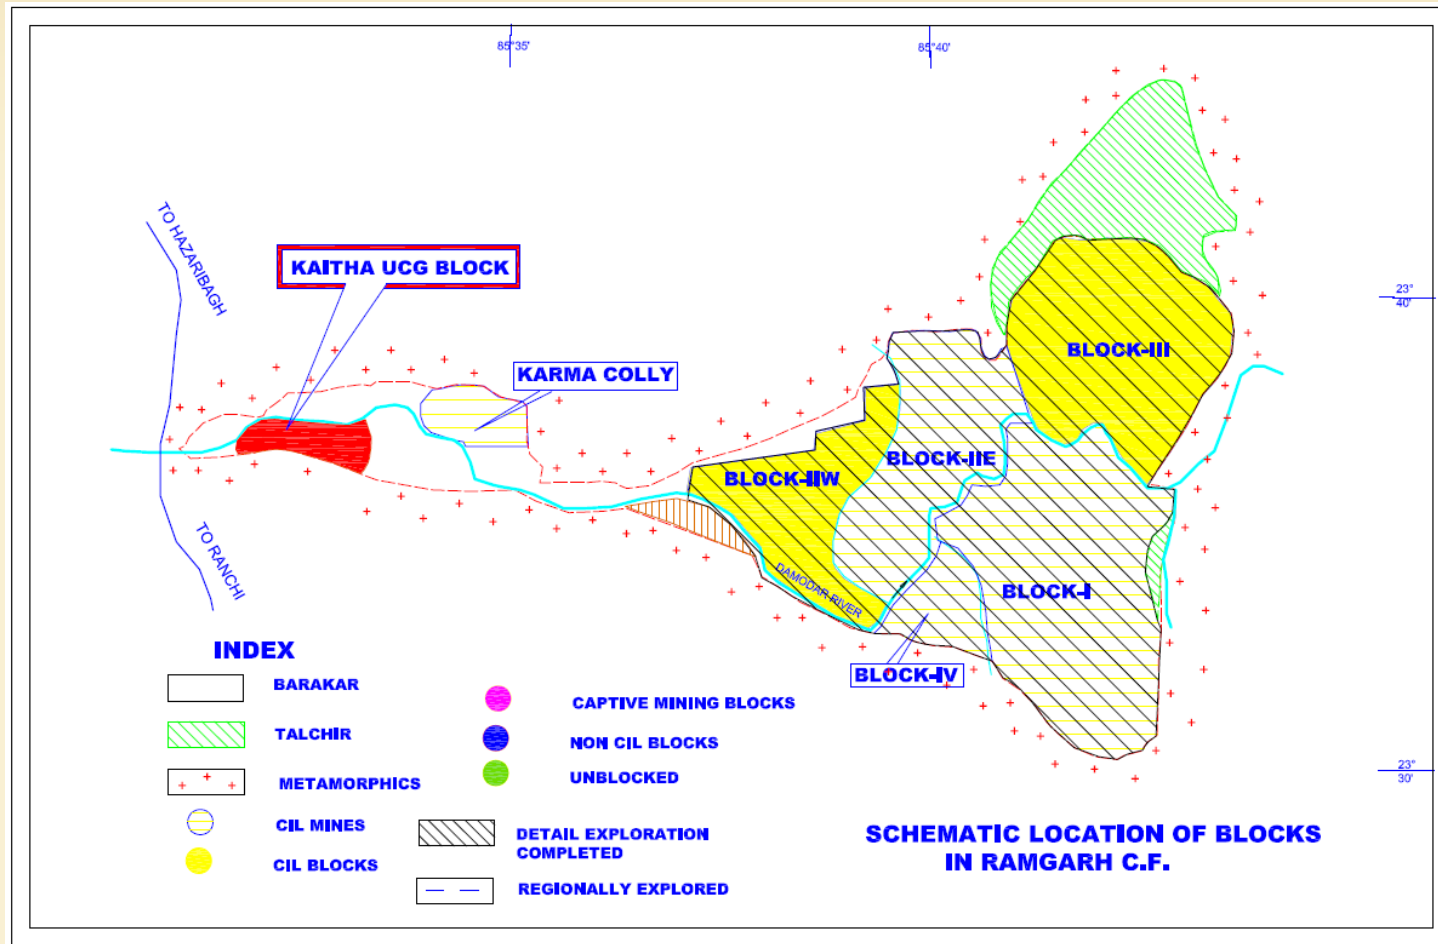 85°35'
85°40'
TO HAZARIBAGH
KAITHA UCG BLOCK
23°
40'
BLOCK-III
KARMA COLLY
BLOCK-IIE
BLOCK-IIW
TO RANCHI
DAMODAR RIVER
BLOCK-I
BLOCK-IV
INDEX
BARAKAR
TALCHIR
METAMORPHICS
CIL MINES
CIL BLOCKS
CAPTIVE MINING BLOCKS
NON CIL BLOCKS
UNBLOCKED
DETAIL EXPLORATION
COMPLETED
REGIONALLY EXPLORED
23°
30'
SCHEMATIC LOCATION OF BLOCKS
IN RAMGARH C.F.